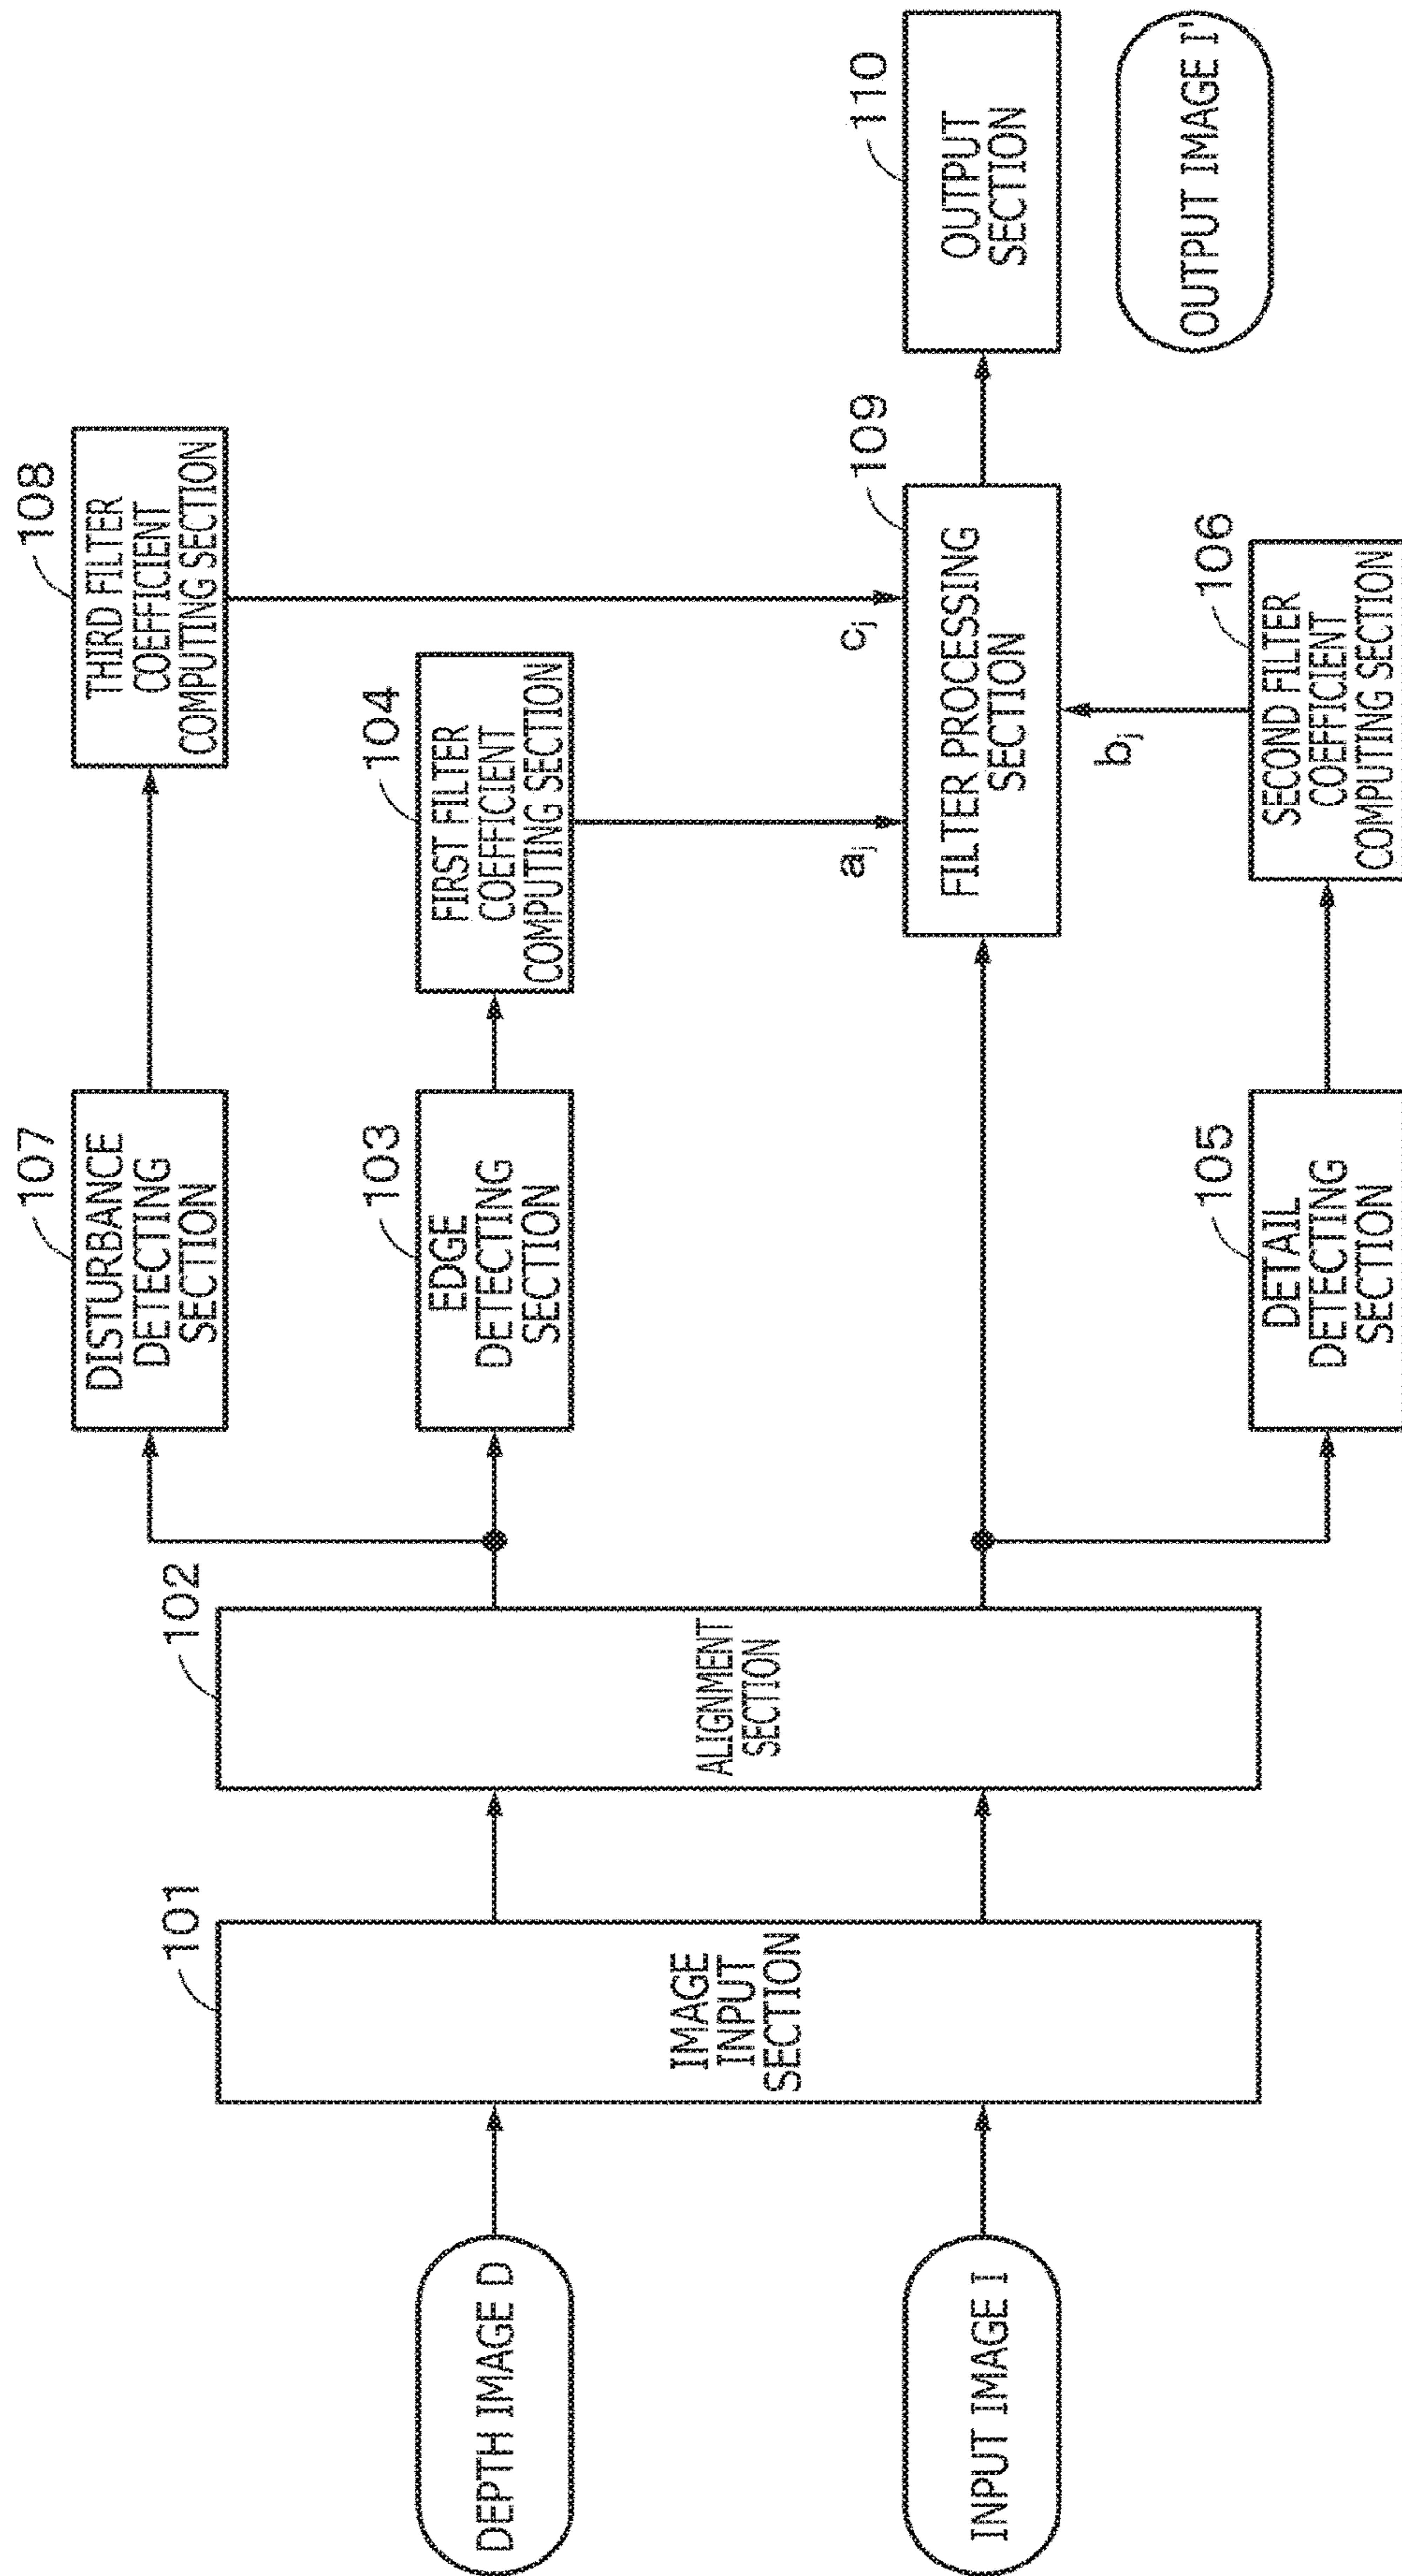 DEPTH IMAGE D
INPUT IMAGE I
101
IMAGE
INPUT
SECTION
102
ALIGNMENT
SECTION
107
DISTURBANCE
DETECTING
SECTION
103
EDGE
DETECTING
SECTION
105
DETAIL
DETECTING
SECTION
108
THIRD FILTER
COEFFICIENT
COMPUTING SECTION
104
FIRST FILTER
COEFFICIENT
COMPUTING SECTION
aj
cj
109
FILTER PROCESSING
SECTION
bj
106
SECOND FILTER
COEFFICIENT
COMPUTING SECTION
110
OUTPUT
SECTION
OUTPUT IMAGE I'